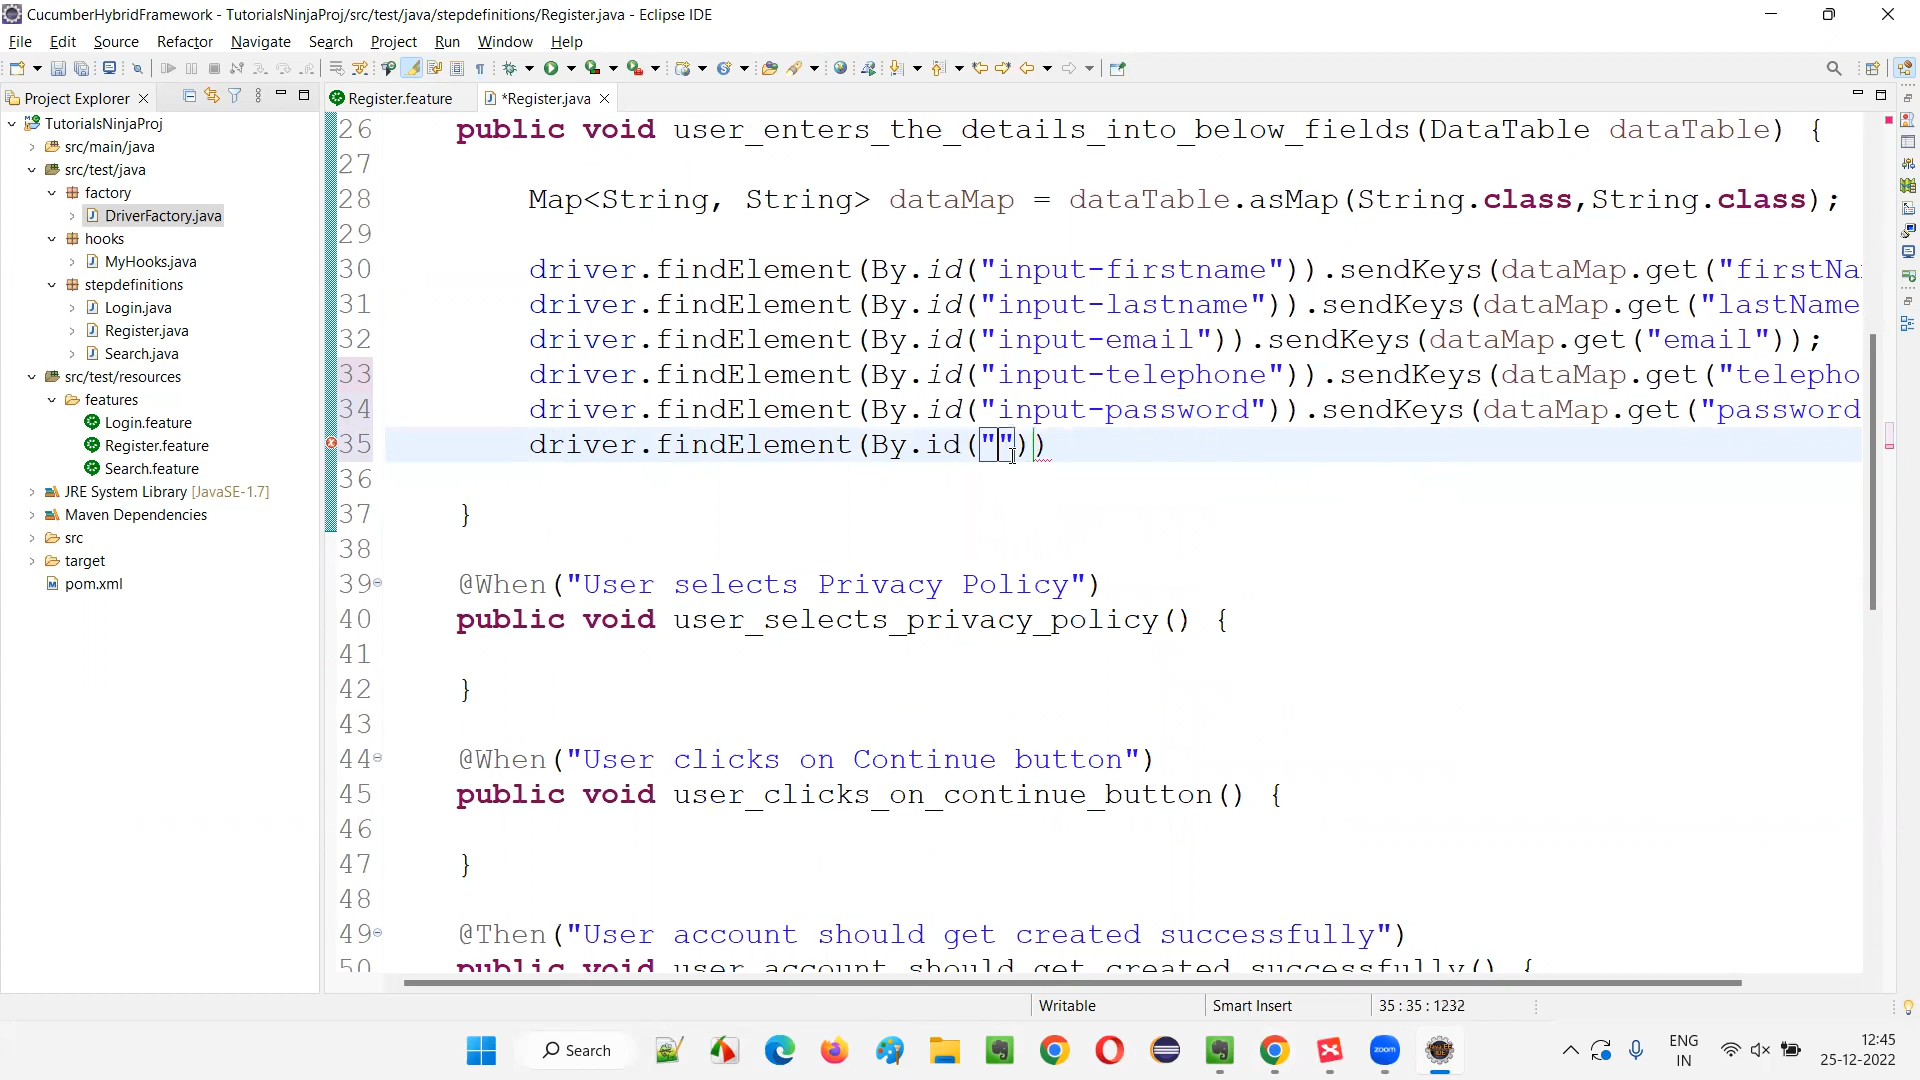 CucumberHybridFramework - TutorialsNinjaProj/src/test/java/stepdefinitions/Register.java - Eclipse IDE
File Edit Source Refactor Navigate Search Project Run Window Help
Project Explorer
Register.feature
*Register.java
TutorialsNinjaProj
src/main/java
src/test/java
factory
DriverFactory.java
hooks
MyHooks.java
stepdefinitions
Login.java
Register.java
Search.java
src/test/resources
features
Login.feature
Register.feature
Search.feature
JRE System Library [JavaSE-1.7]
Maven Dependencies
src
target
pom.xml
26 public void user_enters_the_details_into_below_fields(DataTable dataTable) {
27
28 Map<String, String> dataMap = dataTable.asMap(String.class,String.class);
29
30 driver.findElement(By.id("input-firstname")).sendKeys(dataMap.get("firstNa
31 driver.findElement(By.id("input-lastname")).sendKeys(dataMap.get("lastName
32 driver.findElement(By.id("input-email")).sendKeys(dataMap.get("email"));
33 driver.findElement(By.id("input-telephone")).sendKeys(dataMap.get("telepho
34 driver.findElement(By.id("input-password")).sendKeys(dataMap.get("password
35 driver.findElement(By.id(""))
36
37 }
38
39 @When("User selects Privacy Policy")
40 public void user_selects_privacy_policy() {
41
42 }
43
44 @When("User clicks on Continue button")
45 public void user_clicks_on_continue_button() {
46
47 }
48
49 @Then("User account should get created successfully")
50 public void user_account_should_get_created_successfully() {
Writable
Smart Insert
35 : 35 : 1232
Search
zoom
ENG
IN
12:45
25-12-2022